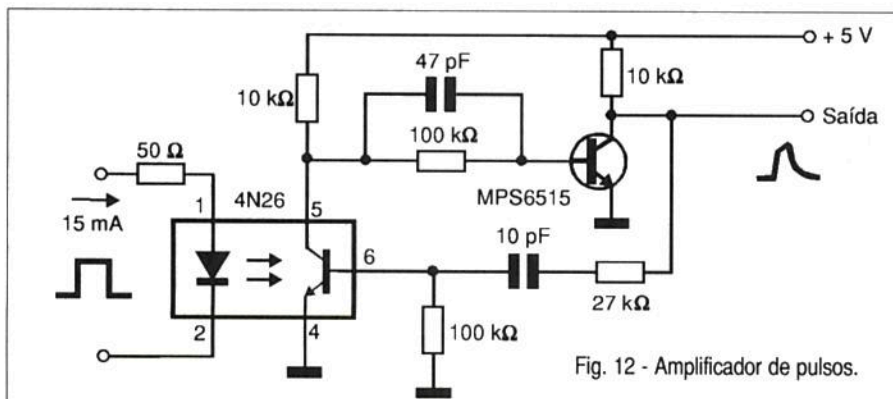 + 5 V
47 pF
10 kΩ
10 kΩ
100 kΩ
Saída
50 Ω
MPS6515
15 mA
1
4N26
5
10 pF
6
27 kΩ
2
4
100 kΩ
Fig. 12 - Amplificador de pulsos.